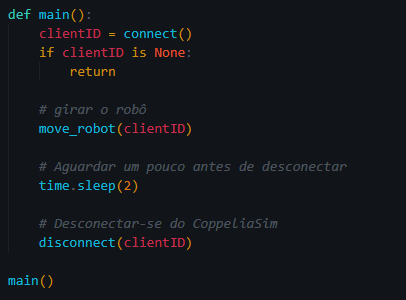 def main():
    clientID = connect()
    if clientID is None:
        return

    # girar o robô
    move_robot(clientID)

    # Aguardar um pouco antes de desconectar
    time.sleep(2)

    # Desconectar-se do CoppeliaSim
    disconnect(clientID)

main()